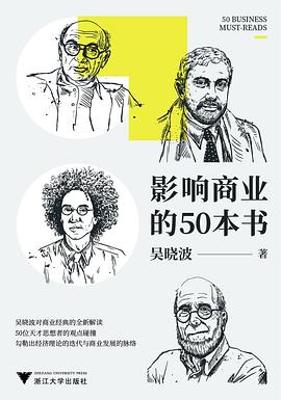 50 BUSINESS
MUST-READS
影响商业
的50本书
吴晓波 著
吴晓波对商业经典的全新解读
50位天才思想者的观点碰撞
勾勒出经济理论的迭代与商业发展的脉络
ZHEJIANG UNIVERSITY PRESS
浙江大学出版社